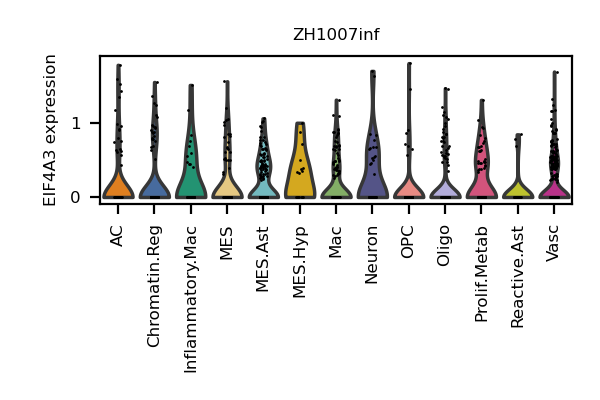 ZH1007inf
EIF4A3 expression
1
0
AC
Chromatin.Reg
Inflammatory.Mac
MES
MES.Ast
MES.Hyp
Mac
Neuron
OPC
Oligo
Prolif.Metab
Reactive.Ast
Vasc